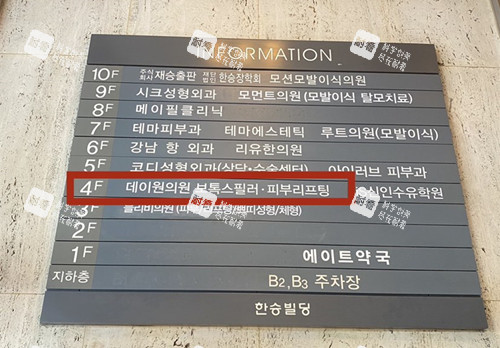 INFORMATION
10F 주식회사 재승출판 재단법인 한승장학회 모션모발이식의원
9F 시크성형외과 모먼트의원(모발이식 탈모치료)
8F 메이필클리닉
7F 테마피부과 테마에스테틱 루트의원(모발이식)
6F 강남 항 외과 리유한의원
5F 코디성형외과(상담·수술센터) 아이러브 피부과
4F 데이원의원 보톡스필러·피부리프팅
3F
2F
1F 에이트약국
지하층 B2,B3 주차장
한승빌딩